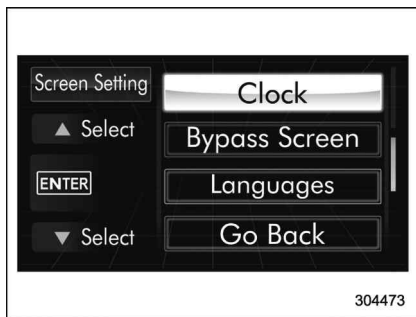 Screen Setting
Clock
▲ Select
Bypass Screen
ENTER
Languages
▼ Select
Go Back
304473